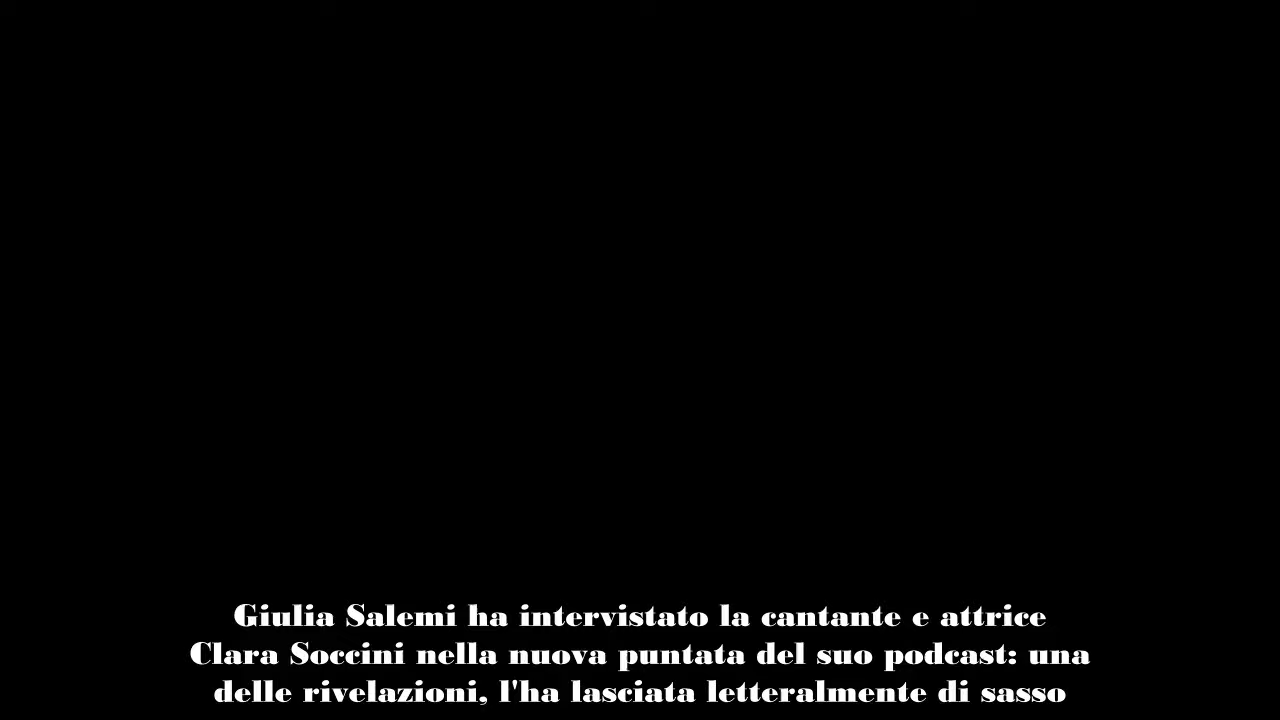 Giulia Salemi ha intervistato la cantante e attrice
Clara Soccini nella nuova puntata del suo podcast: una
delle rivelazioni, l'ha lasciata letteralmente di sasso